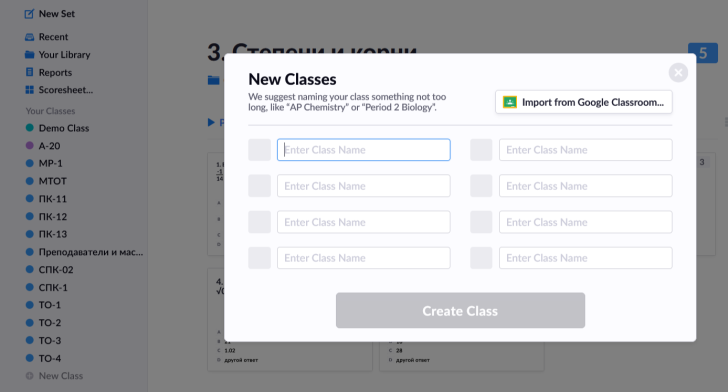 New Set
Recent
Your Library
Reports
Scoresheet...
Your Classes
Demo Class
А-20
МР-1
МТОТ
ПК-11
ПК-12
ПК-13
Преподаватели и мас...
СПК-02
СПК-1
ТО-1
ТО-2
ТО-3
ТО-4
New Class
3. Степени и корни
5
New Classes
We suggest naming your class something not too
long, like “AP Chemistry” or “Period 2 Biology”.
Import from Google Classroom...
Enter Class Name
Enter Class Name
Enter Class Name
Enter Class Name
Enter Class Name
Enter Class Name
Enter Class Name
Enter Class Name
Create Class
3
4.
C 1.02
D другой ответ
C 28
D другой ответ